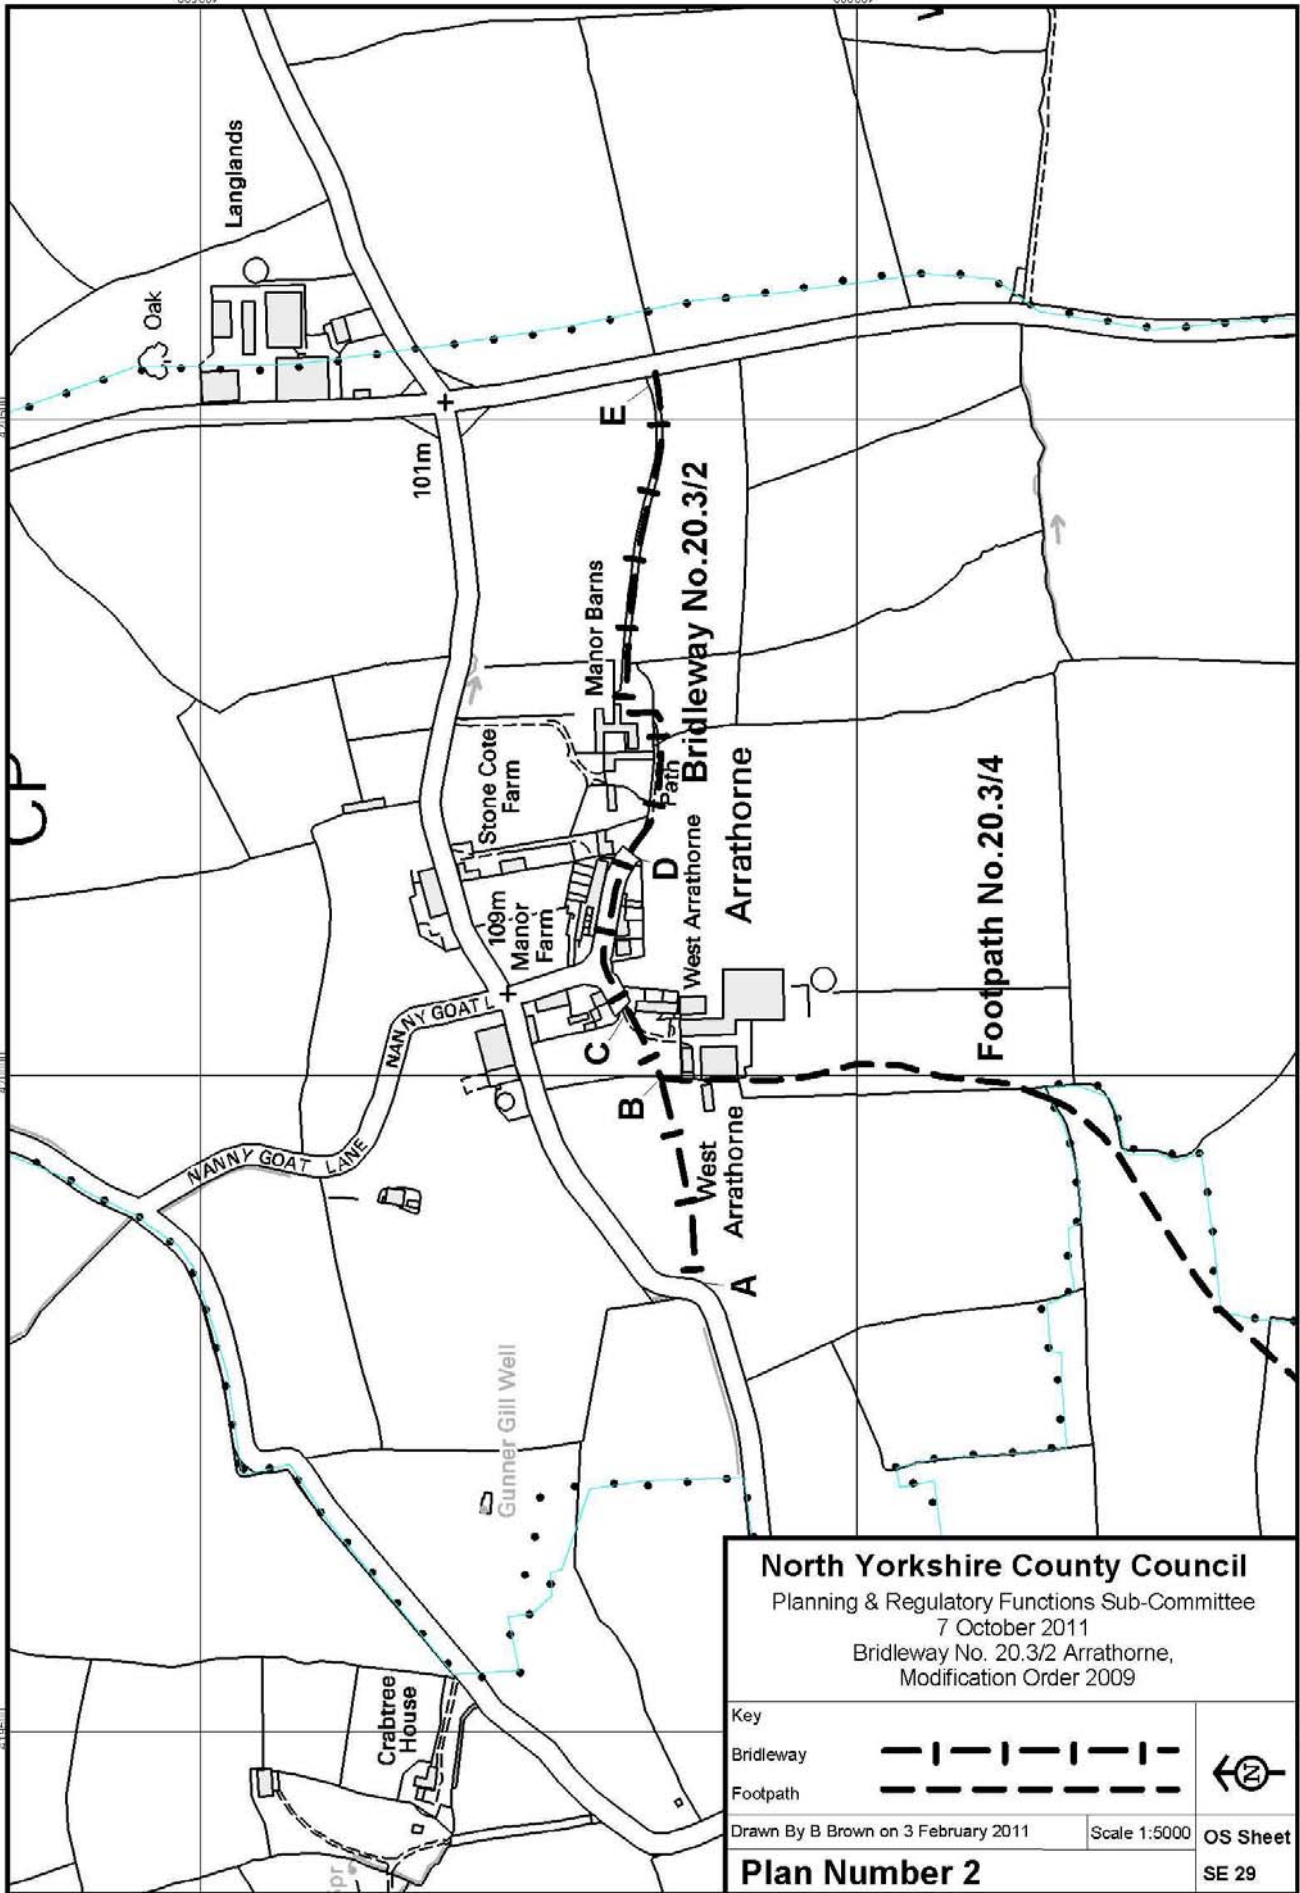 Langlands
Oak
101m
E
Manor Barns
Bridleway No.20.3/2
CP
Stone Cote
Farm
Path
D
109m
Manor
Farm
West Arrathorne
Arrathorne
Footpath No.20.3/4
NANNY GOAT L
C
B
NANNY GOAT LANE
West
Arrathorne
A
Gunner Gill Well
Crabtree
House
Spr
North Yorkshire County Council
Planning & Regulatory Functions Sub-Committee
7 October 2011
Bridleway No. 20.3/2 Arrathorne,
Modification Order 2009
Key
Bridleway
Footpath
N
Drawn By B Brown on 3 February 2011
Scale 1:5000
OS Sheet
SE 29
Plan Number 2